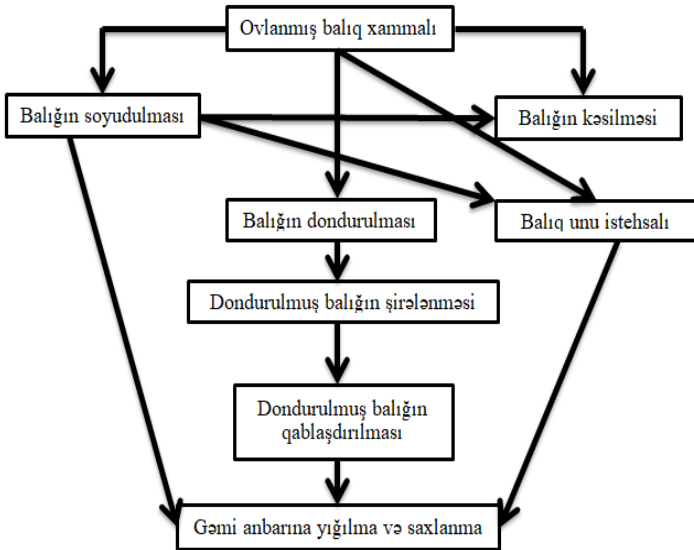 Ovlanmış balıq xammalı
Balığın soyudulması
Balığın kəsilməsi
Balığın dondurulması
Balıq unu istehsalı
Dondurulmuş balığın şirələnməsi
Dondurulmuş balığın
qablaşdırılması
Gəmi anbarına yığılma və saxlanma